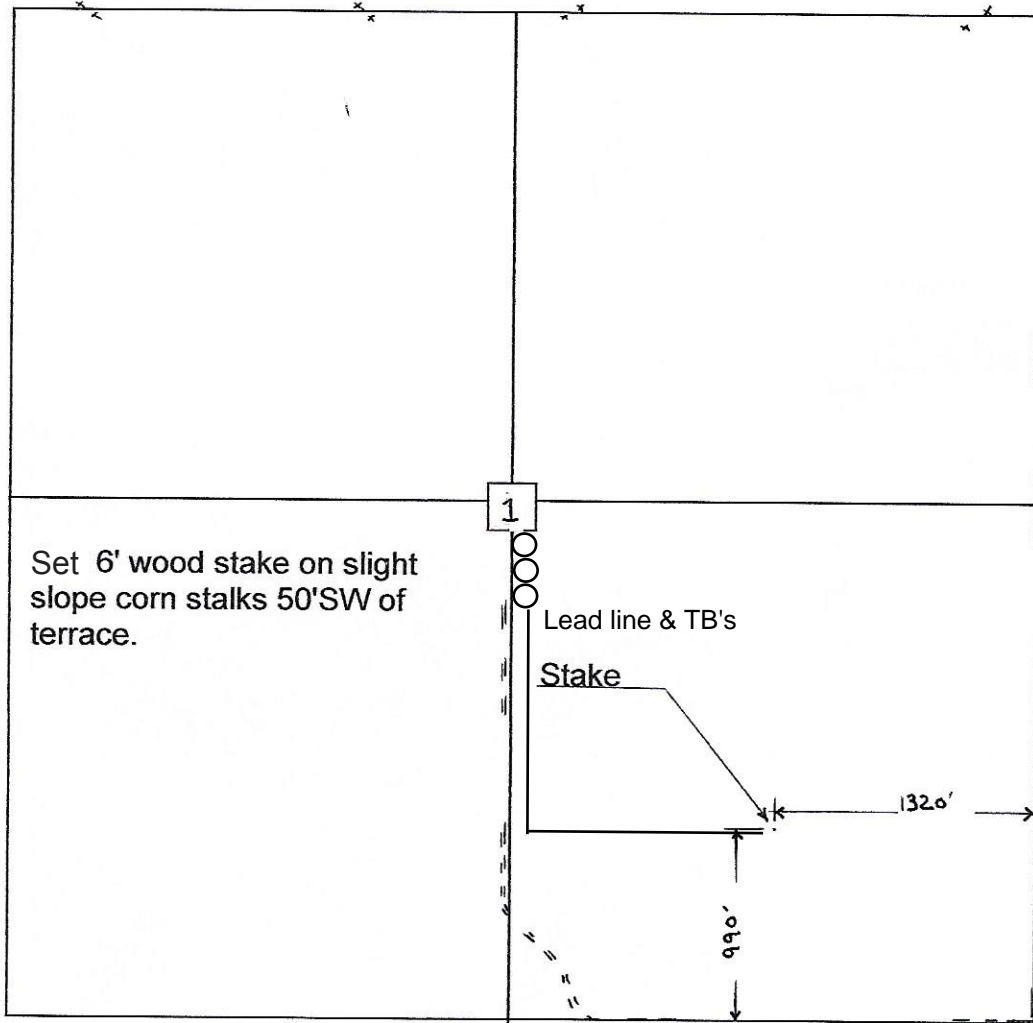 1
Set 6' wood stake on slight
slope corn stalks 50'SW of
terrace.
Lead line & TB's
Stake
1320'
990'